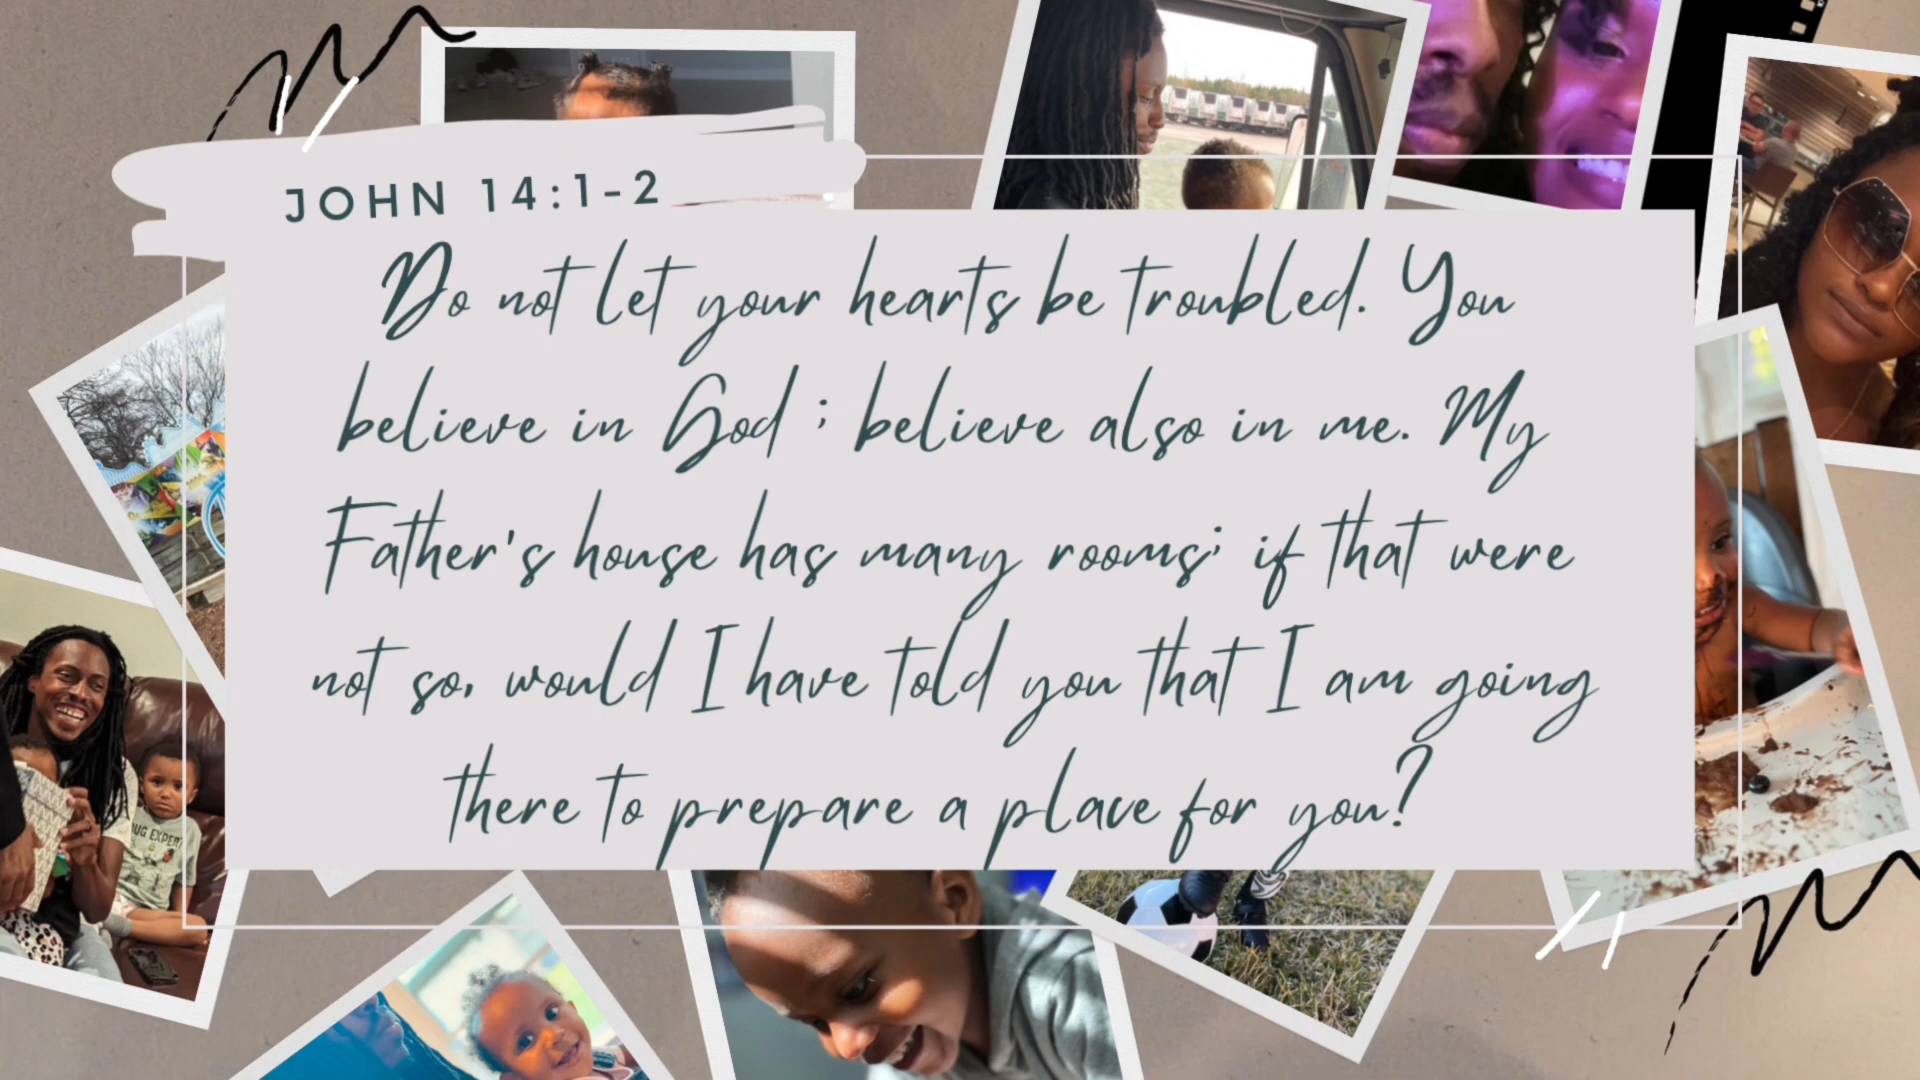 JOHN 14:1-2
Do not let your hearts be troubled. You
believe in God ; believe also in me. My
Father's house has many rooms; if that were
not so, would I have told you that I am going
there to prepare a place for you?
UG EXPERT